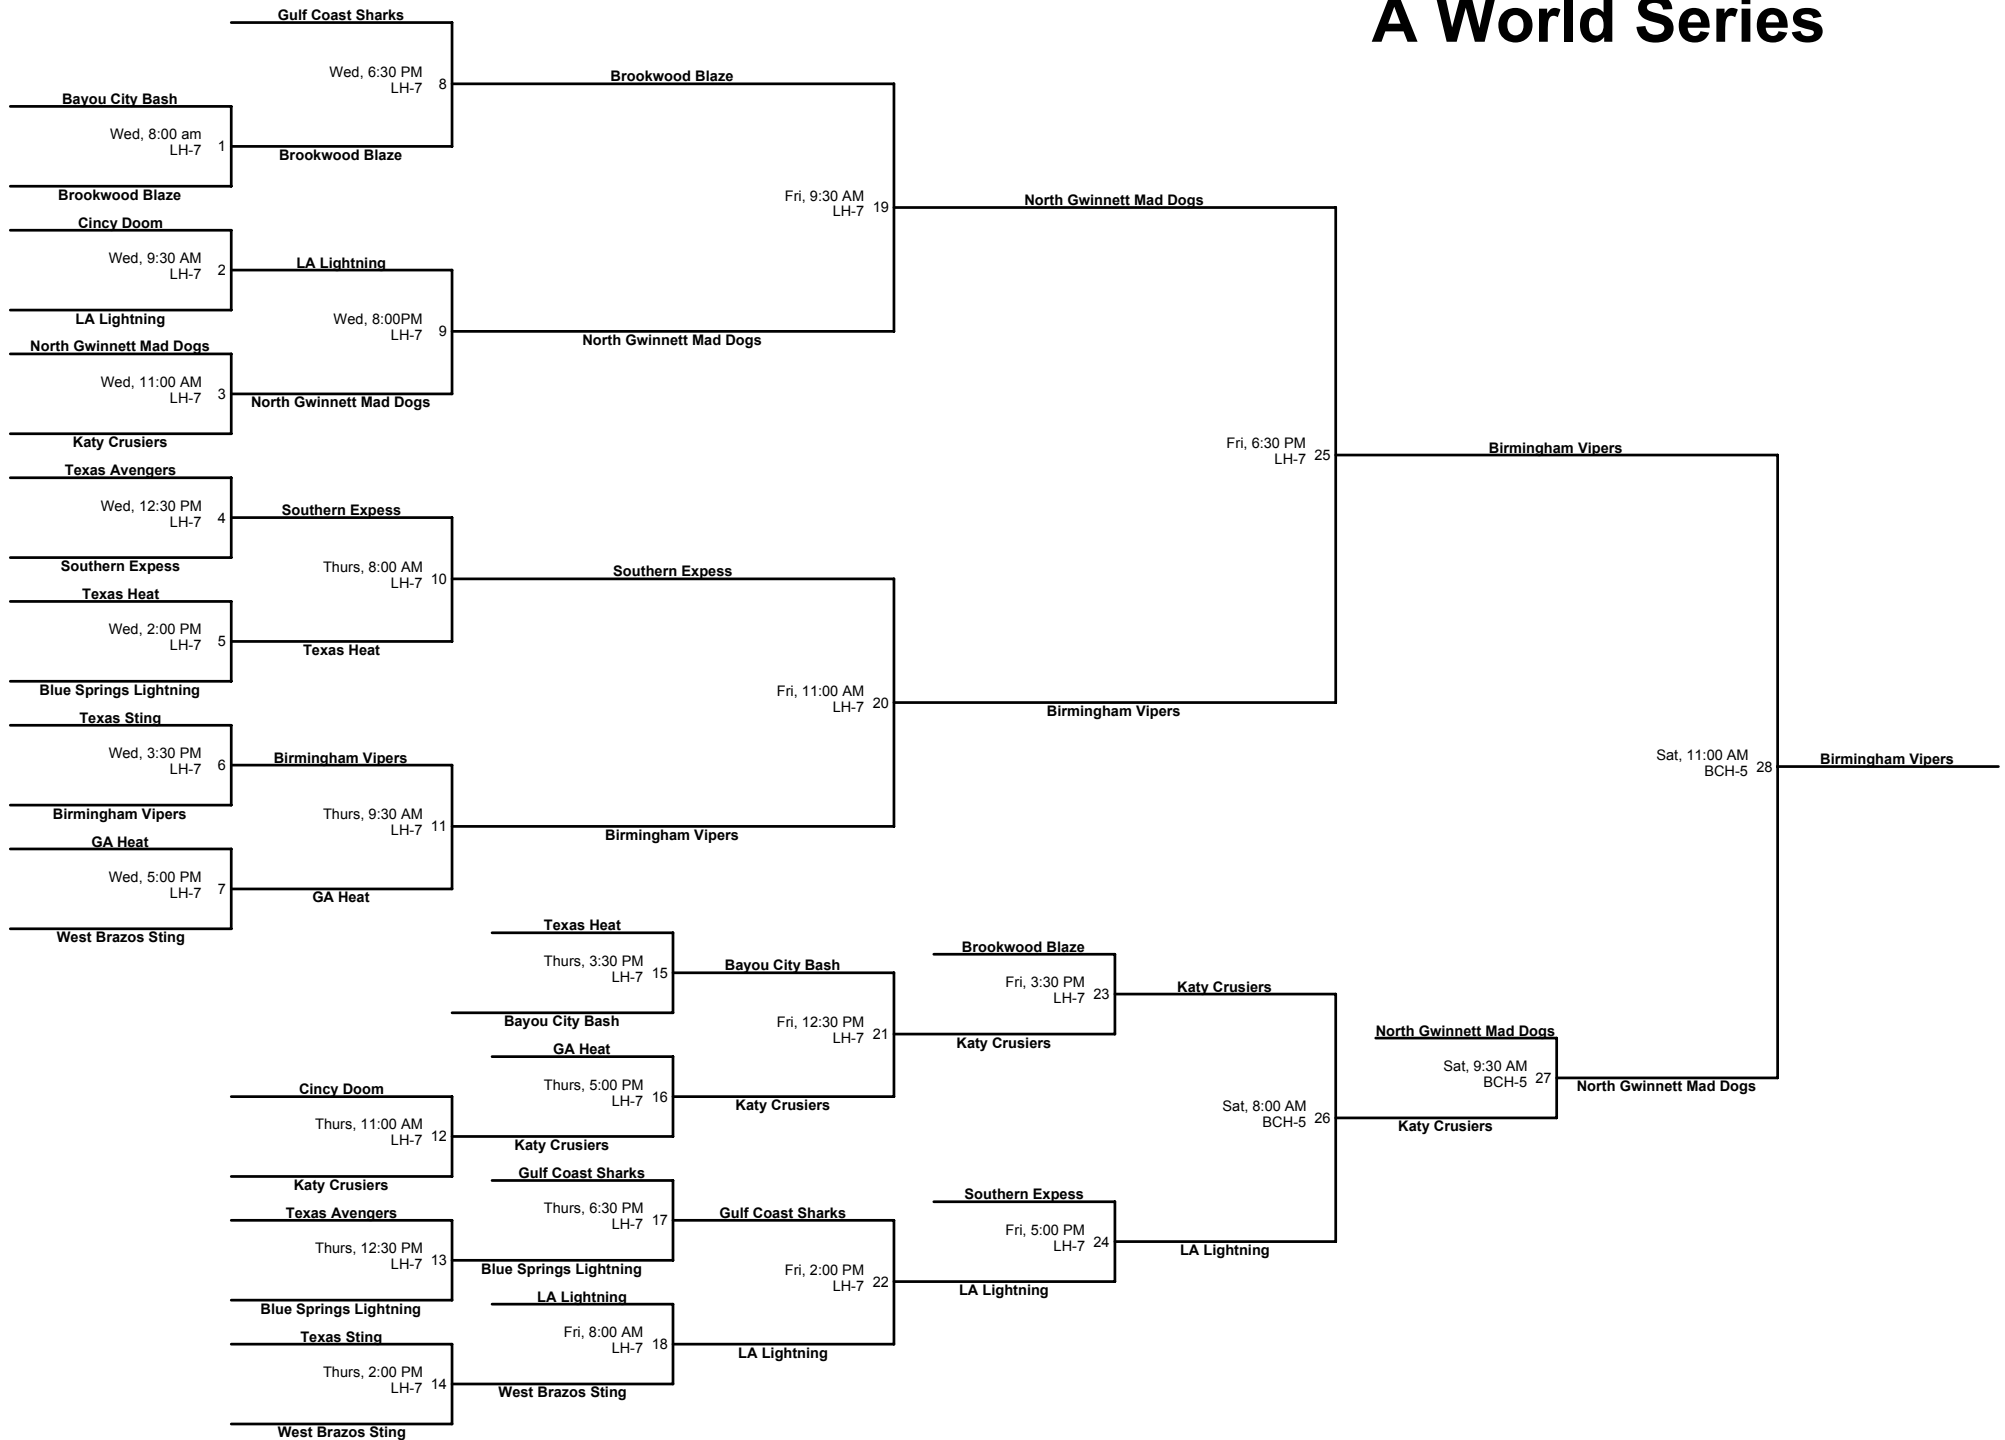 A World Series
Gulf Coast Sharks
Wed, 6:30 PM
LH-7 8
Brookwood Blaze
Bayou City Bash
Wed, 8:00 am
LH-7 1
Brookwood Blaze
Brookwood Blaze
Fri, 9:30 AM
LH-7 19
North Gwinnett Mad Dogs
Cincy Doom
Wed, 9:30 AM
LH-7 2
LA Lightning
LA Lightning
Wed, 8:00PM
LH-7 9
North Gwinnett Mad Dogs
North Gwinnett Mad Dogs
Wed, 11:00 AM
LH-7 3
North Gwinnett Mad Dogs
Katy Crusiers
Fri, 6:30 PM
LH-7 25
Birmingham Vipers
Texas Avengers
Wed, 12:30 PM
LH-7 4
Southern Expess
Southern Expess
Thurs, 8:00 AM
LH-7 10
Southern Expess
Texas Heat
Wed, 2:00 PM
LH-7 5
Texas Heat
Blue Springs Lightning
Fri, 11:00 AM
LH-7 20
Birmingham Vipers
Texas Sting
Wed, 3:30 PM
LH-7 6
Birmingham Vipers
Birmingham Vipers
Thurs, 9:30 AM
LH-7 11
Birmingham Vipers
GA Heat
Wed, 5:00 PM
LH-7 7
GA Heat
West Brazos Sting
Sat, 11:00 AM
BCH-5 28
Birmingham Vipers
Texas Heat
Thurs, 3:30 PM
LH-7 15
Bayou City Bash
Bayou City Bash
Brookwood Blaze
Fri, 3:30 PM
LH-7 23
Katy Crusiers
Fri, 12:30 PM
LH-7 21
Katy Crusiers
GA Heat
Thurs, 5:00 PM
LH-7 16
Katy Crusiers
North Gwinnett Mad Dogs
Sat, 9:30 AM
BCH-5 27
North Gwinnett Mad Dogs
Cincy Doom
Thurs, 11:00 AM
LH-7 12
Katy Crusiers
Katy Crusiers
Sat, 8:00 AM
BCH-5 26
Katy Crusiers
Gulf Coast Sharks
Thurs, 6:30 PM
LH-7 17
Gulf Coast Sharks
Texas Avengers
Thurs, 12:30 PM
LH-7 13
Blue Springs Lightning
Blue Springs Lightning
Southern Expess
Fri, 5:00 PM
LH-7 24
LA Lightning
Fri, 2:00 PM
LH-7 22
LA Lightning
LA Lightning
Fri, 8:00 AM
LH-7 18
LA Lightning
Texas Sting
Thurs, 2:00 PM
LH-7 14
West Brazos Sting
West Brazos Sting